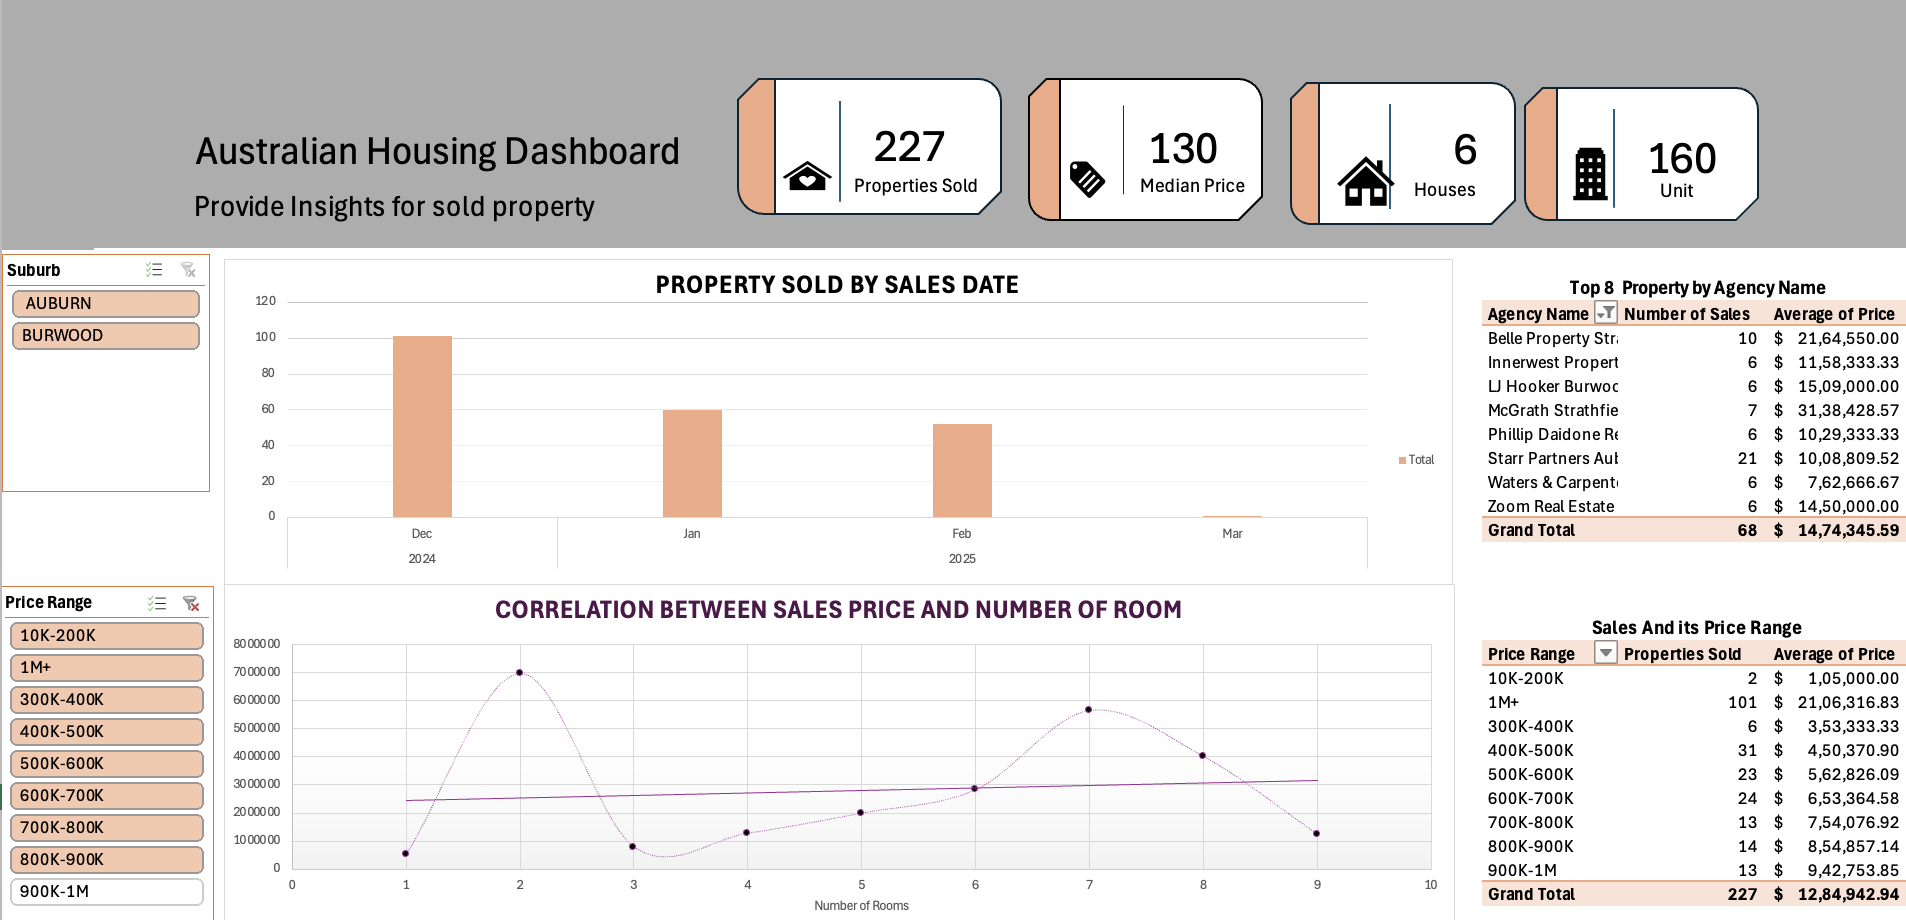 Australian Housing Dashboard
Provide Insights for sold property
227
Properties Sold
130
Median Price
6
Houses
160
Unit
Suburb
AUBURN
BURWOOD
PROPERTY SOLD BY SALES DATE
120
100
80
60
40
20
0
Dec Jan Feb Mar
2024 2025
Total
Top 8 Property by Agency Name
Agency Name Number of Sales Average of Price
Belle Property Stra 10 $ 21,64,550.00
Innerwest Propert 6 $ 11,58,333.33
LJ Hooker Burwoo 6 $ 15,09,000.00
McGrath Strathfie 7 $ 31,38,428.57
Phillip Daidone Re 6 $ 10,29,333.33
Starr Partners Aub 21 $ 10,08,809.52
Waters & Carpente 6 $ 7,62,666.67
Zoom Real Estate 6 $ 14,50,000.00
Grand Total 68 $ 14,74,345.59
Price Range
10K-200K
1M+
300K-400K
400K-500K
500K-600K
600K-700K
700K-800K
800K-900K
900K-1M
CORRELATION BETWEEN SALES PRICE AND NUMBER OF ROOM
8000000
7000000
6000000
5000000
4000000
3000000
2000000
1000000
0
0 1 2 3 4 5 6 7 8 9 10
Number of Rooms
Sales And its Price Range
Price Range Properties Sold Average of Price
10K-200K 2 $ 1,05,000.00
1M+ 101 $ 21,06,316.83
300K-400K 6 $ 3,53,333.33
400K-500K 31 $ 4,50,370.90
500K-600K 23 $ 5,62,826.09
600K-700K 24 $ 6,53,364.58
700K-800K 13 $ 7,54,076.92
800K-900K 14 $ 8,54,857.14
900K-1M 13 $ 9,42,753.85
Grand Total 227 $ 12,84,942.94